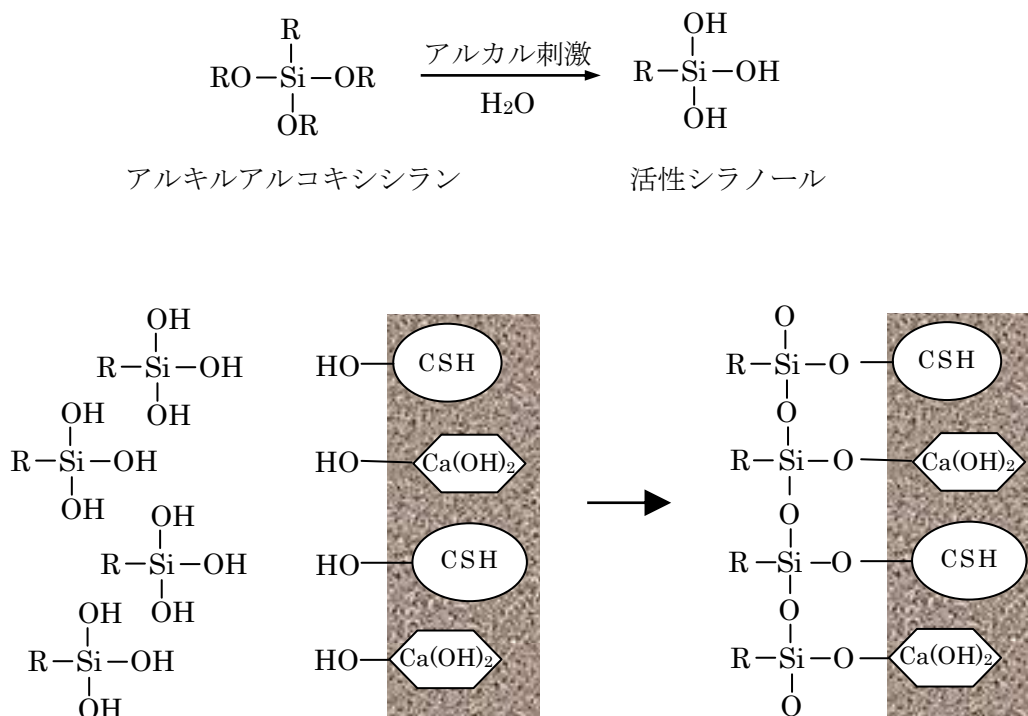 R
RO－Si－OR
OR
アルカル刺激
H₂O
OH
R－Si－OH
OH
アルキルアルコキシシラン
活性シラノール
OH
R－Si－OH
OH
OH
R－Si－OH
OH
OH
R－Si－OH
OH
OH
R－Si－OH
OH
HO
CSH
HO
Ca(OH)₂
HO
CSH
HO
Ca(OH)₂
O
R－Si－O
CSH
O
R－Si－O
Ca(OH)₂
O
R－Si－O
CSH
O
R－Si－O
Ca(OH)₂
O